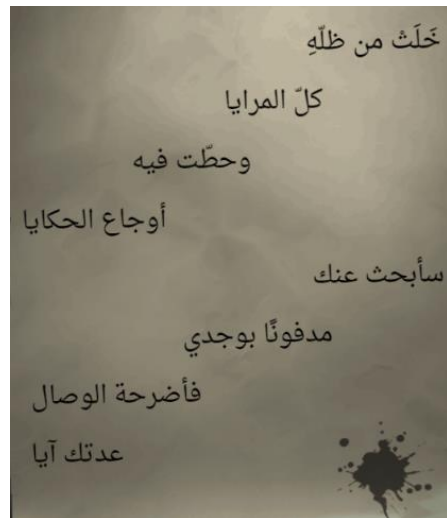 خَلَتْ من ظلّهِ
كلّ المرايا
وحطّت فيه
أوجاع الحكايا
سأبحث عنك
مدفونًا بوجدي
فأضرحة الوصال
عدتك آيا